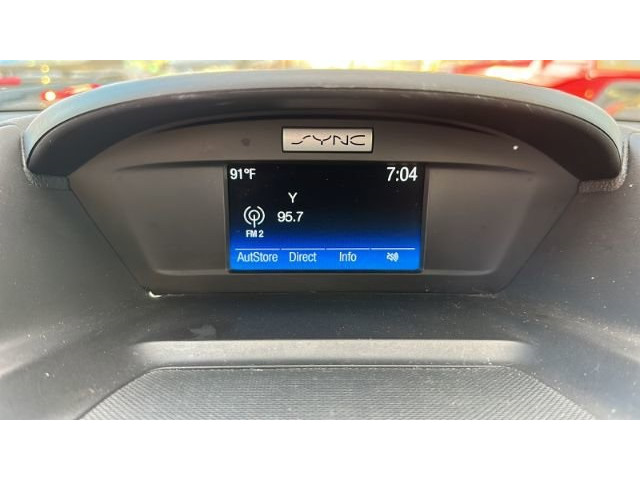 SYNC
91°F 7:04
Y
95.7
FM 2
AutStore Direct Info